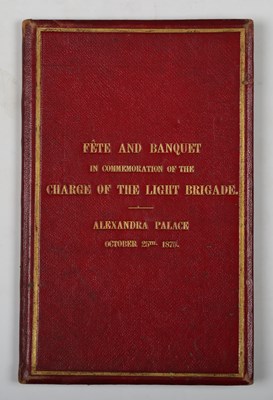 FÊTE AND BANQUET
IN COMMEMORATION OF THE
CHARGE OF THE LIGHT BRIGADE.
ALEXANDRA PALACE
OCTOBER 25TH 1875.